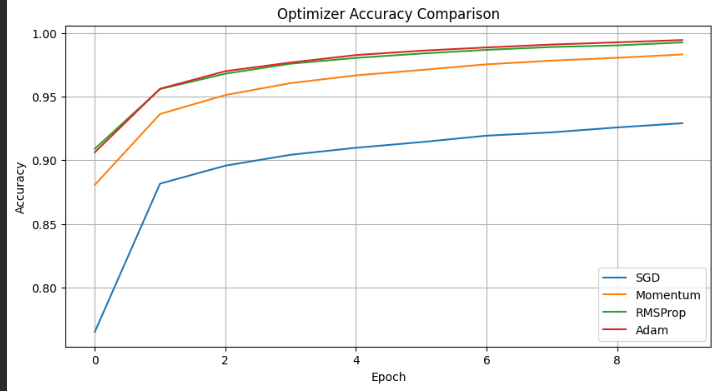 Optimizer Accuracy Comparison
1.00
0.95
0.90
0.85
0.80
Accuracy
0 2 4 6 8
Epoch
SGD
Momentum
RMSProp
Adam